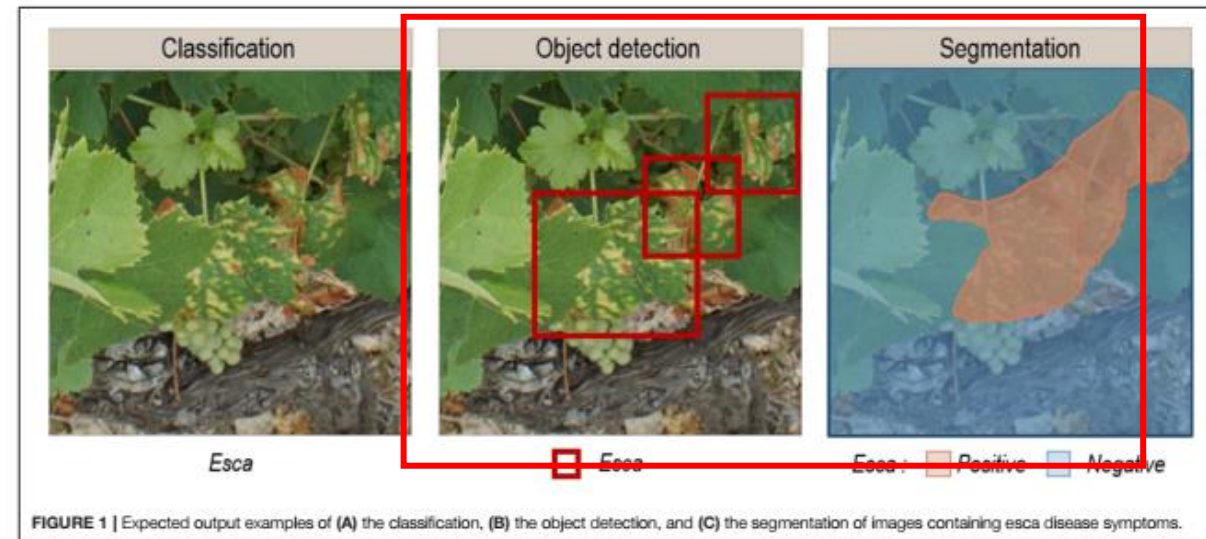 Classification
Object detection
Segmentation
Esca
Esca
Esca : Positive Negative
FIGURE 1 | Expected output examples of (A) the classification, (B) the object detection, and (C) the segmentation of images containing esca disease symptoms.